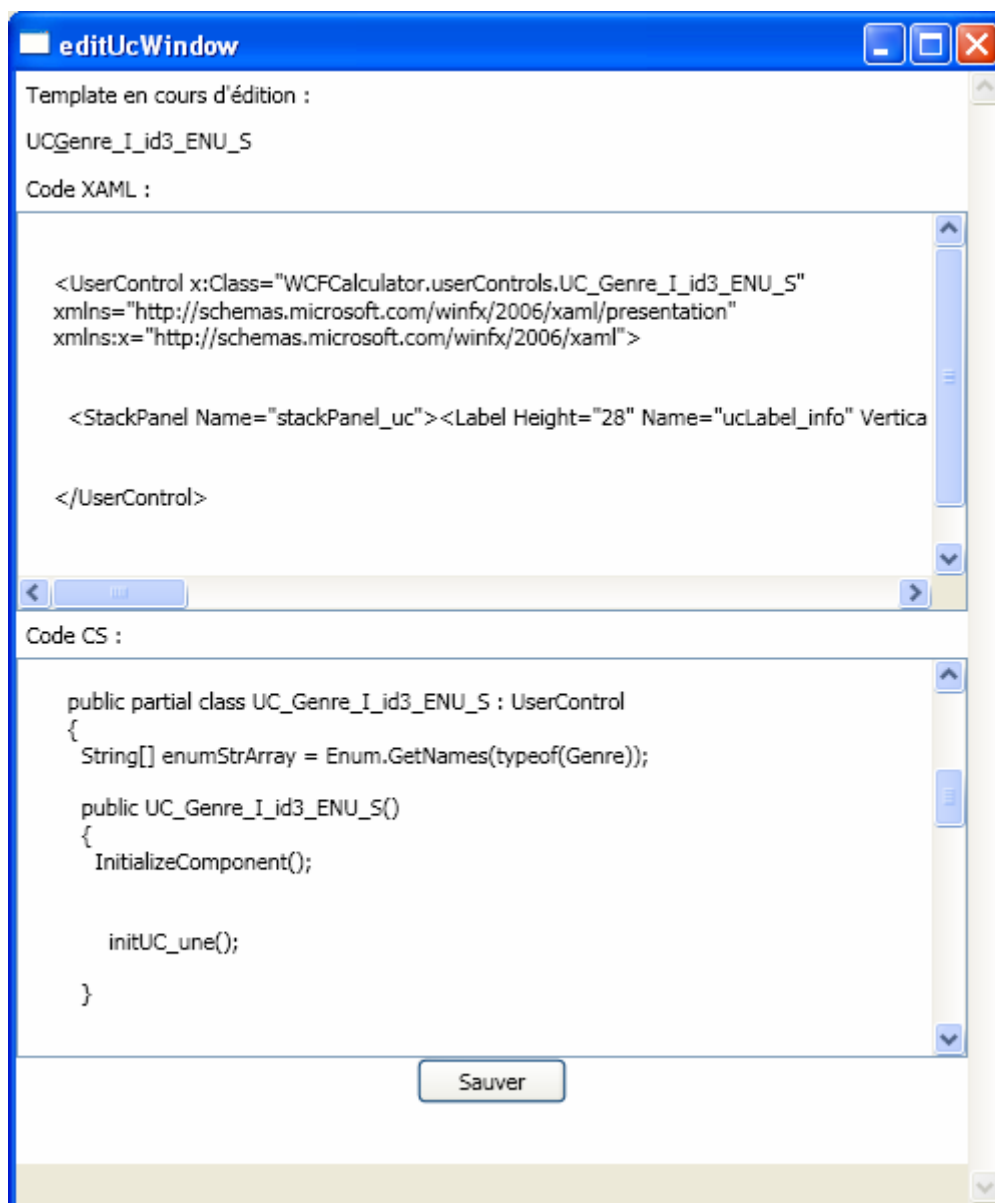 editUcWindow
Template en cours d'édition :
UCGenre_I_id3_ENU_S
Code XAML :
<UserControl x:Class="WCFCalculator.userControls.UC_Genre_I_id3_ENU_S"
xmlns="http://schemas.microsoft.com/winfx/2006/xaml/presentation"
xmlns:x="http://schemas.microsoft.com/winfx/2006/xaml">
<StackPanel Name="stackPanel_uc"><Label Height="28" Name="ucLabel_info" Vertica
</UserControl>
Code CS :
public partial class UC_Genre_I_id3_ENU_S : UserControl
{
String[] enumStrArray = Enum.GetNames(typeof(Genre));
public UC_Genre_I_id3_ENU_S()
{
InitializeComponent();
initUC_une();
}
Sauver